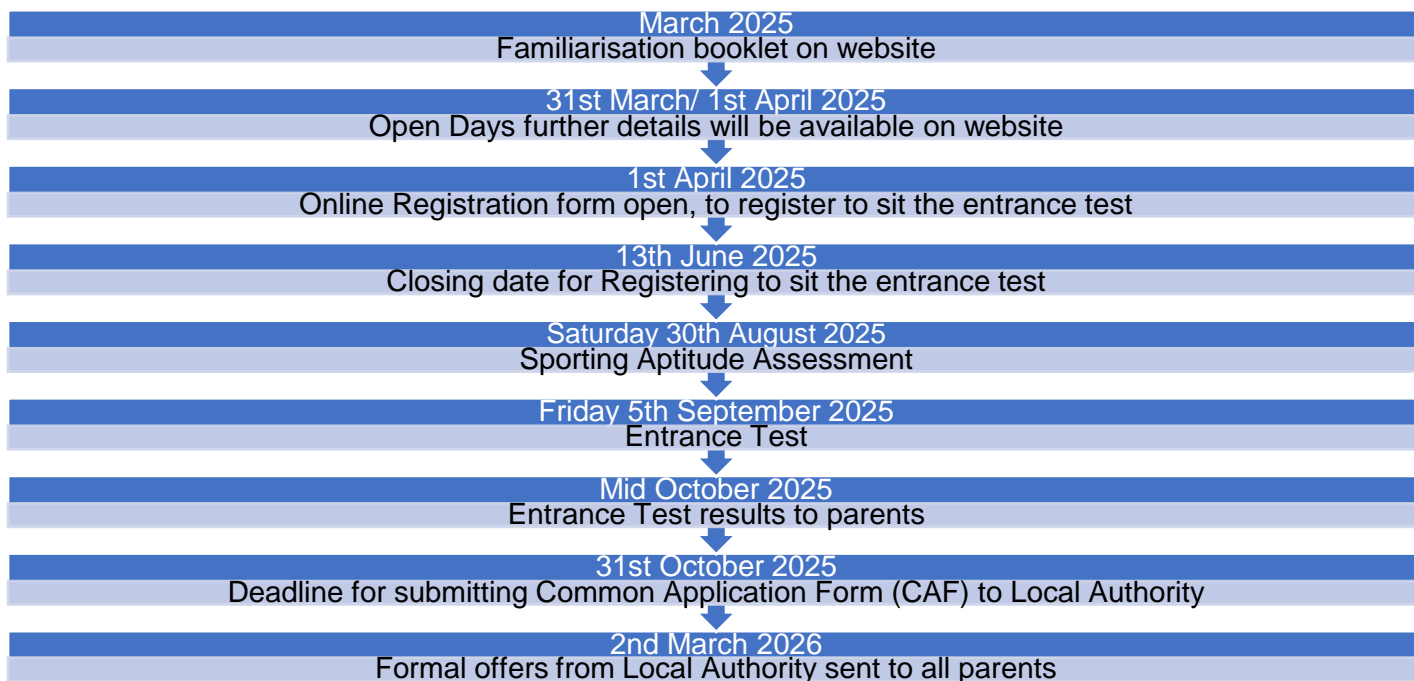 March 2025
Familiarisation booklet on website
31st March/ 1st April 2025
Open Days further details will be available on website
1st April 2025
Online Registration form open, to register to sit the entrance test
13th June 2025
Closing date for Registering to sit the entrance test
Saturday 30th August 2025
Sporting Aptitude Assessment
Friday 5th September 2025
Entrance Test
Mid October 2025
Entrance Test results to parents
31st October 2025
Deadline for submitting Common Application Form (CAF) to Local Authority
2nd March 2026
Formal offers from Local Authority sent to all parents